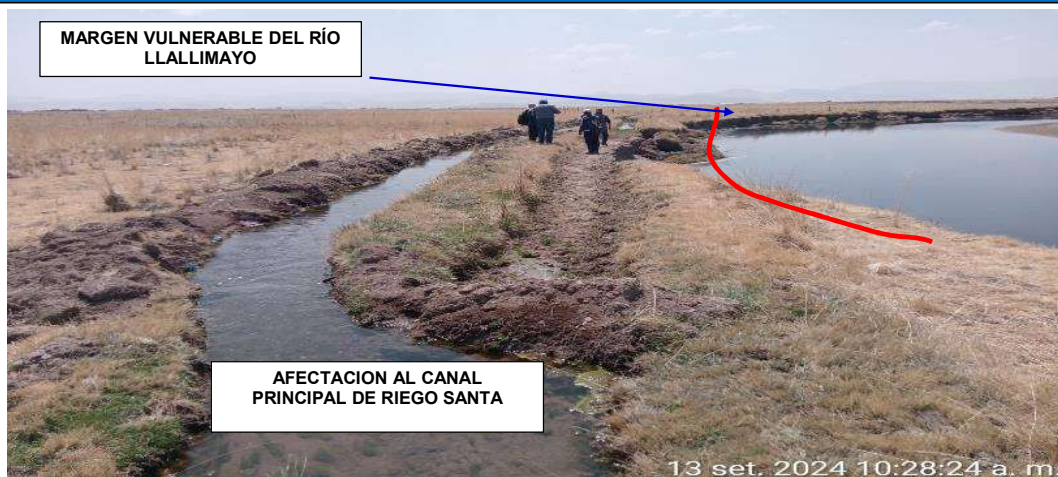 MARGEN VULNERABLE DEL RÍO
LLALLIMAYO
AFECTACION AL CANAL
PRINCIPAL DE RIEGO SANTA
13 set. 2024 10:28:24 a. m.